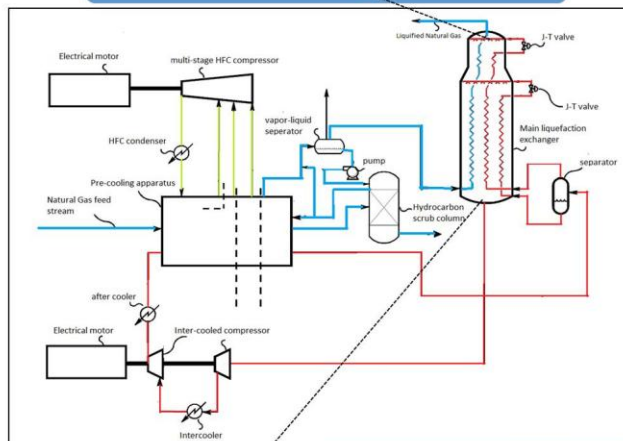 Liquified Natural Gas
J-T valve
Electrical motor
multi-stage HFC compressor
J-T valve
vapor-liquid
seperator
HFC condenser
pump
Main liquefaction
exchanger
separator
Pre-cooling apparatus
Natural Gas feed
stream
Hydrocarbon
scrub column
after cooler
Electrical motor
Inter-cooled compressor
Intercooler